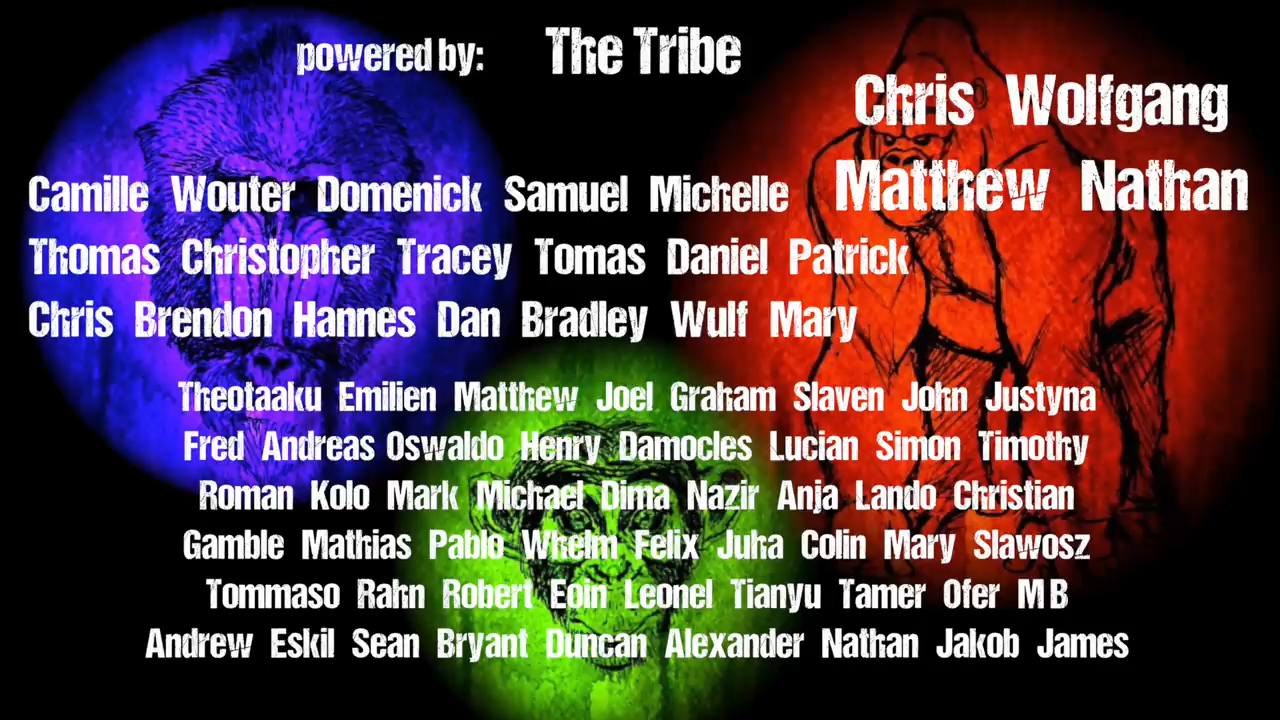 powered by: The Tribe
Chris Wolfgang
Matthew Nathan
Camille Wouter Domenick Samuel Michelle
Thomas Christopher Tracey Tomas Daniel Patrick
Chris Brendon Hannes Dan Bradley Wulf Mary
Theotaaku Emilien Matthew Joel Graham Slaven John Justyna
Fred Andreas Oswaldo Henry Damocles Lucian Simon Timothy
Roman Kolo Mark Michael Dima Nazir Anja Lando Christian
Gamble Mathias Pablo Whelm Felix Juha Colin Mary Slawosz
Tommaso Rahn Robert Eoin Leonel Tianyu Tamer Ofer M B
Andrew Eskil Sean Bryant Duncan Alexander Nathan Jakob James